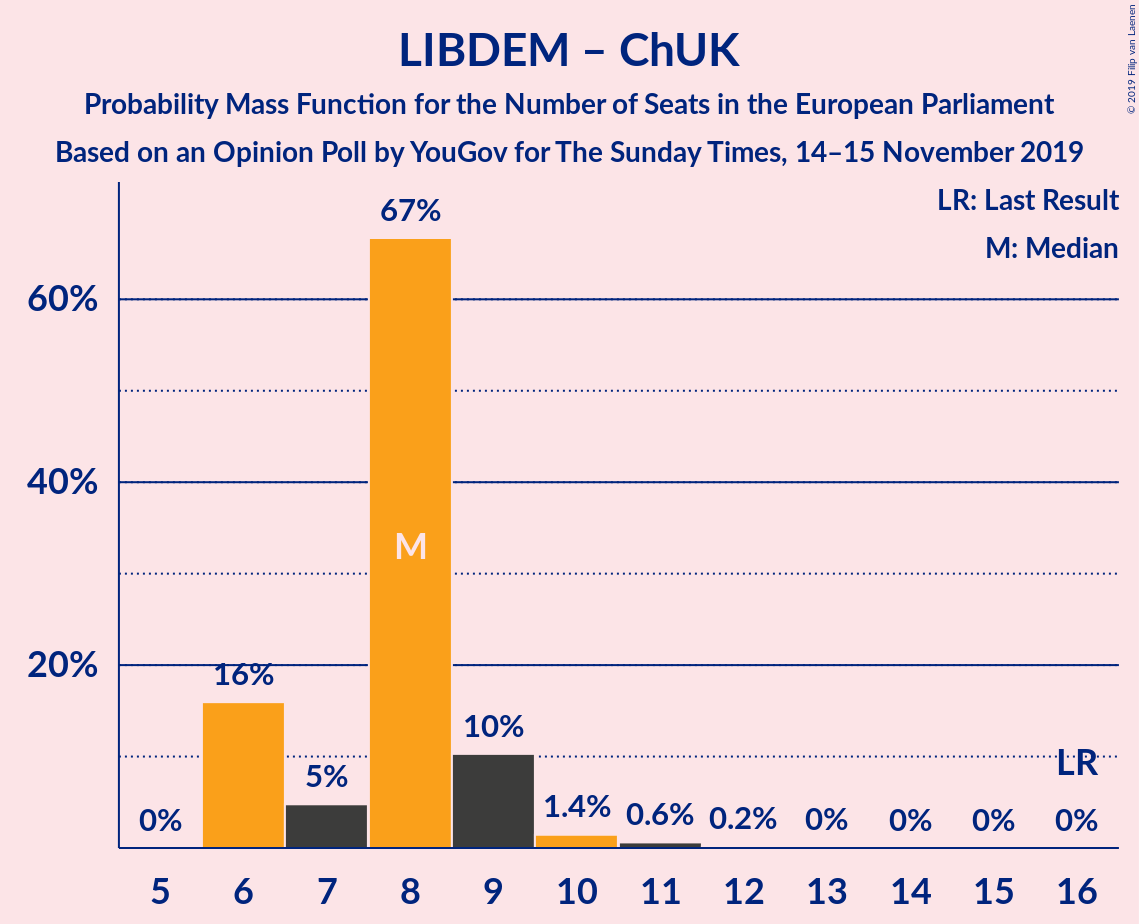 LIBDEM – ChUK
Probability Mass Function for the Number of Seats in the European Parliament
Based on an Opinion Poll by YouGov for The Sunday Times, 14–15 November 2019
© 2019 Filip van Laenen
LR: Last Result
M: Median
60%
40%
20%
0%
16%
5%
67%
M
10%
1.4%
0.6%
0.2%
0%
0%
0%
LR
0%
5 6 7 8 9 10 11 12 13 14 15 16